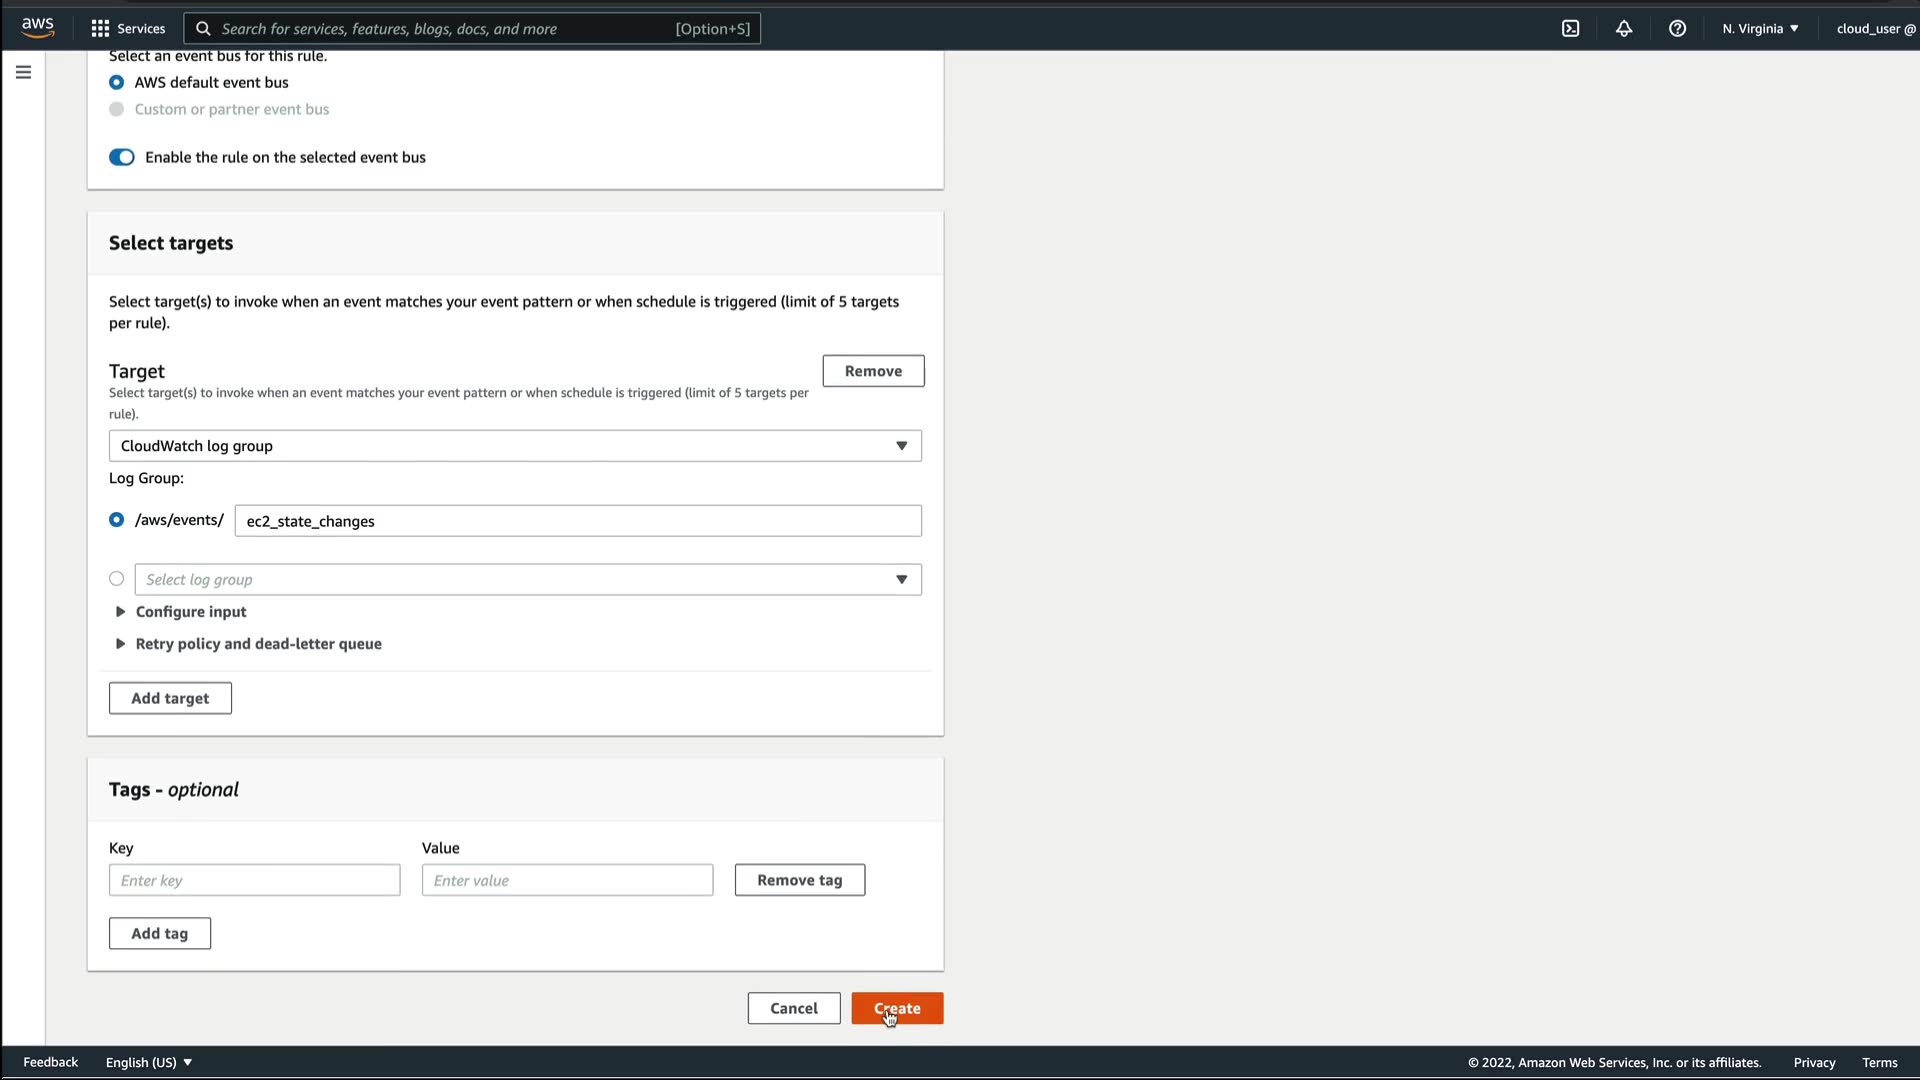 aws
Services
Search for services, features, blogs, docs, and more
[Option+S]
N. Virginia
cloud_user @
Select an event bus for this rule.
AWS default event bus
Custom or partner event bus
Enable the rule on the selected event bus
Select targets
Select target(s) to invoke when an event matches your event pattern or when schedule is triggered (limit of 5 targets
per rule).
Target
Remove
Select target(s) to invoke when an event matches your event pattern or when schedule is triggered (limit of 5 targets per
rule).
CloudWatch log group
Log Group:
/aws/events/
ec2_state_changes
Select log group
Configure input
Retry policy and dead-letter queue
Add target
Tags - optional
Key
Value
Enter key
Enter value
Remove tag
Add tag
Cancel
Create
Feedback
English (US)
© 2022, Amazon Web Services, Inc. or its affiliates.
Privacy
Terms